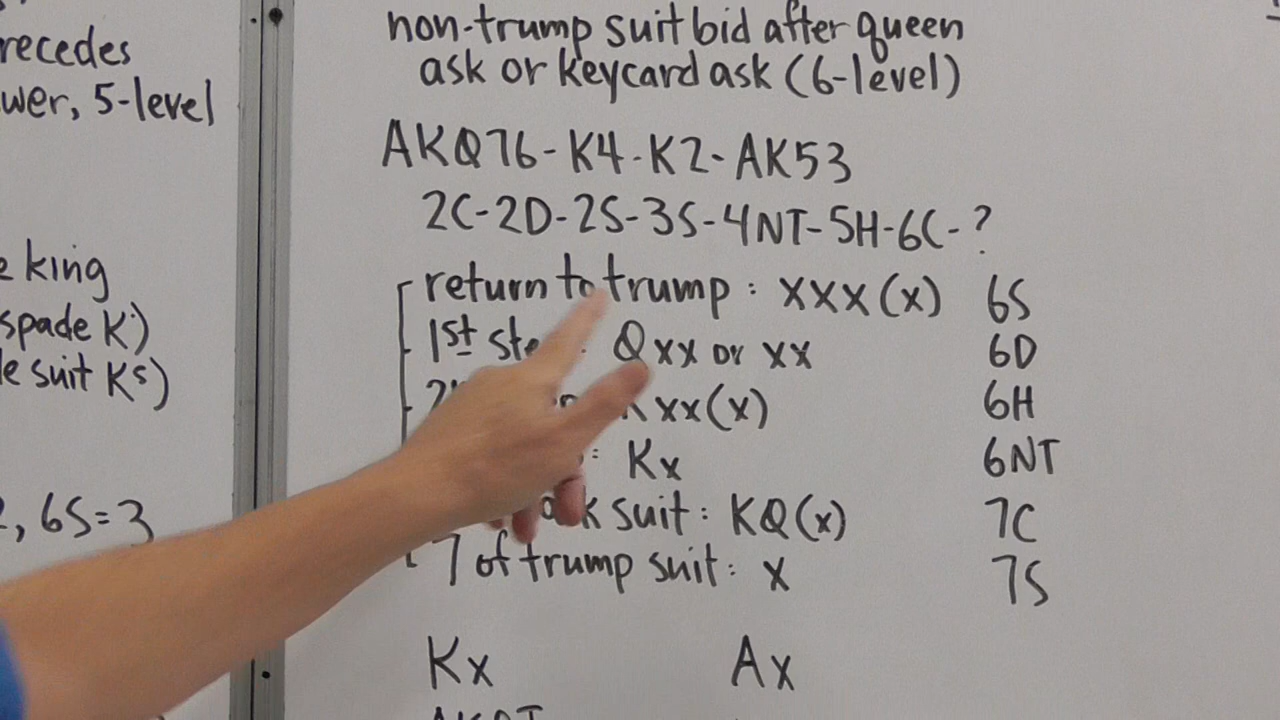 recedes
wer, 5-level
e king
spade K)
le suit Ks)
, 6S=3
non-trump suit bid after queen
ask or keycard ask (6-level)
AKQ76-K4-K2-AK53
2C-2D-2S-3S-4NT-5H-6C-?
return to trump: xxx(x) 6S
1st ste : Qxx or xx 6D
2 Kxx(x) 6H
: Kx 6NT
k suit: KQ(x) 7C
7 of trump suit: x 7S
Kx Ax